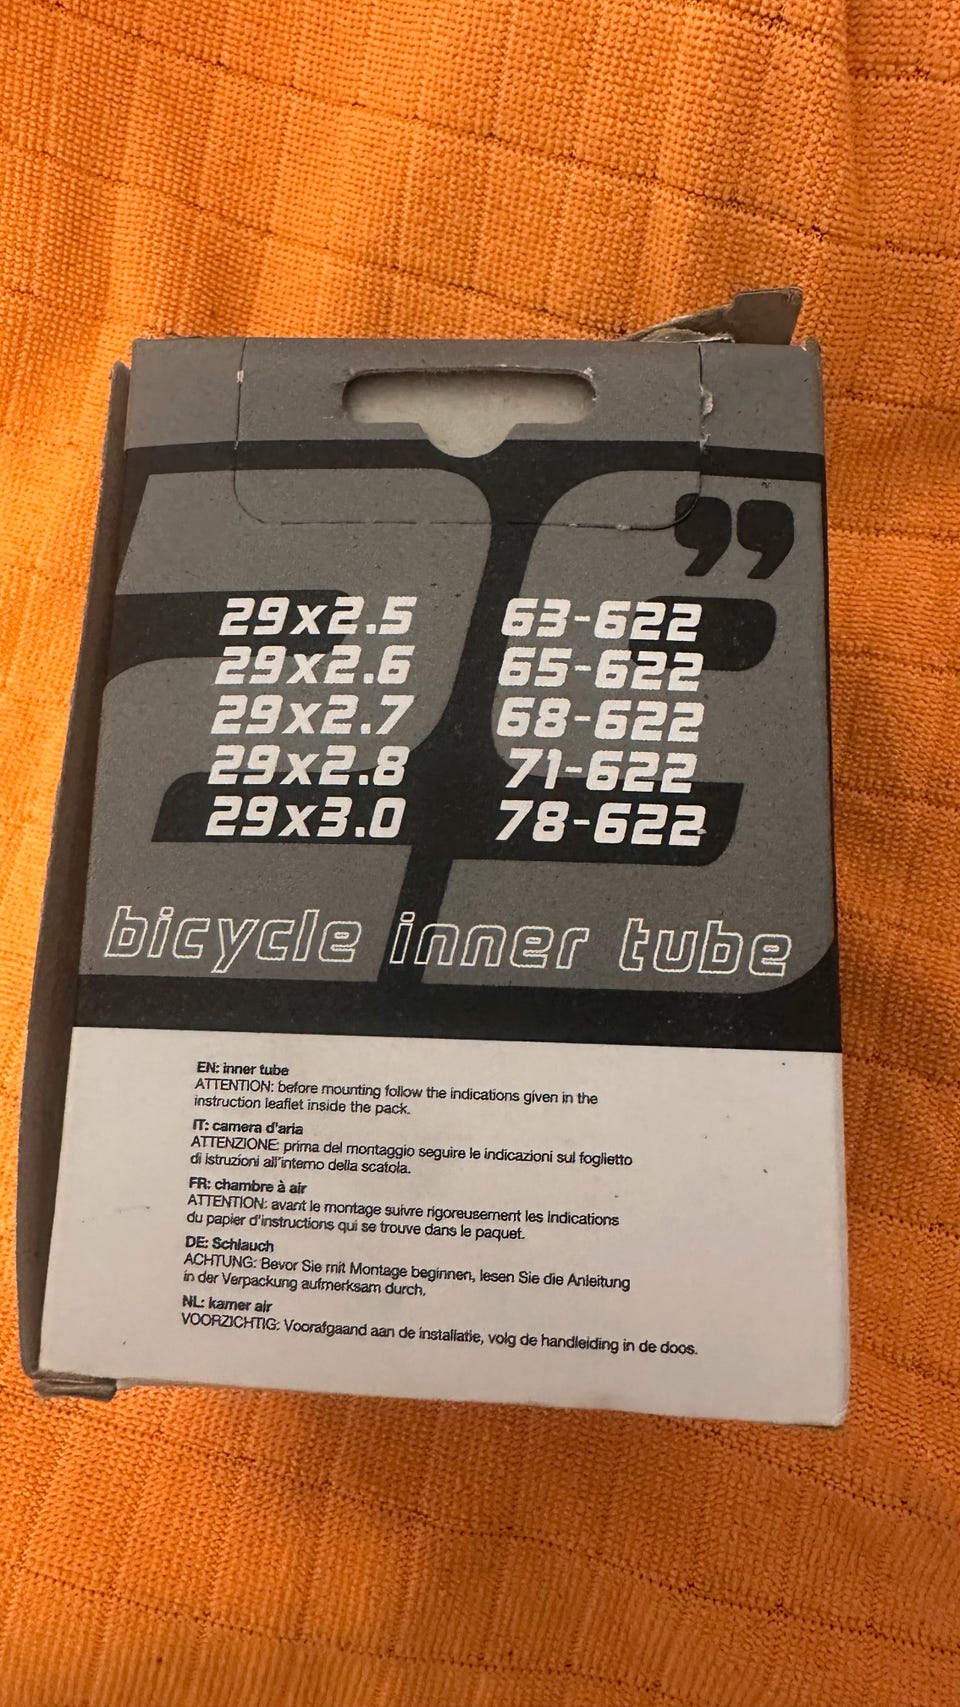 29"
29x2.5 63-622
29x2.6 65-622
29x2.7 68-622
29x2.8 71-622
29x3.0 78-622
bicycle inner tube
EN: inner tube
ATTENTION: before mounting follow the indications given in the
instruction leaflet inside the pack.
IT: camera d'aria
ATTENZIONE: prima del montaggio seguire le indicazioni sul foglietto
di istruzioni all'interno della scatola.
FR: chambre à air
ATTENTION: avant le montage suivre rigoreusement les indications
du papier d'instructions qui se trouve dans le paquet.
DE: Schlauch
ACHTUNG: Bevor Sie mit Montage beginnen, lesen Sie die Anleitung
in der Verpackung aufmerksam durch.
NL: kamer air
VOORZICHTIG: Voorafgaand aan de installatie, volg de handleiding in de doos.